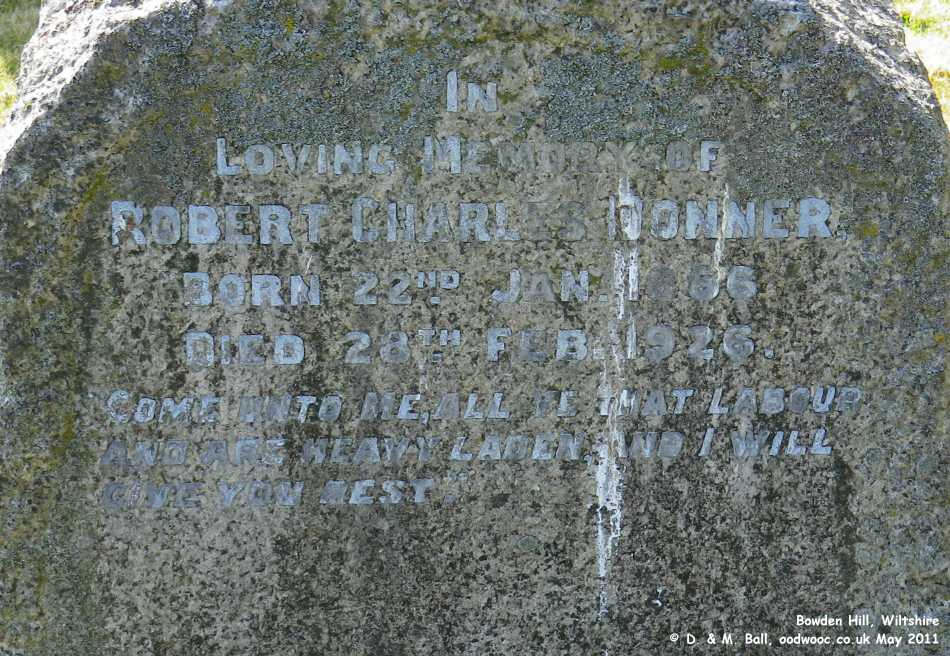 In
Loving Memory of
Robert Charles Donner.
Born 22nd Jan. 1866
Died 28th Feb. 1926.
"Come unto Me, all ye that labour
and are heavy laden, and I will
give you rest."
Bowden Hill, Wiltshire
© D. & M. Ball, oodwooc.co.uk May 2011